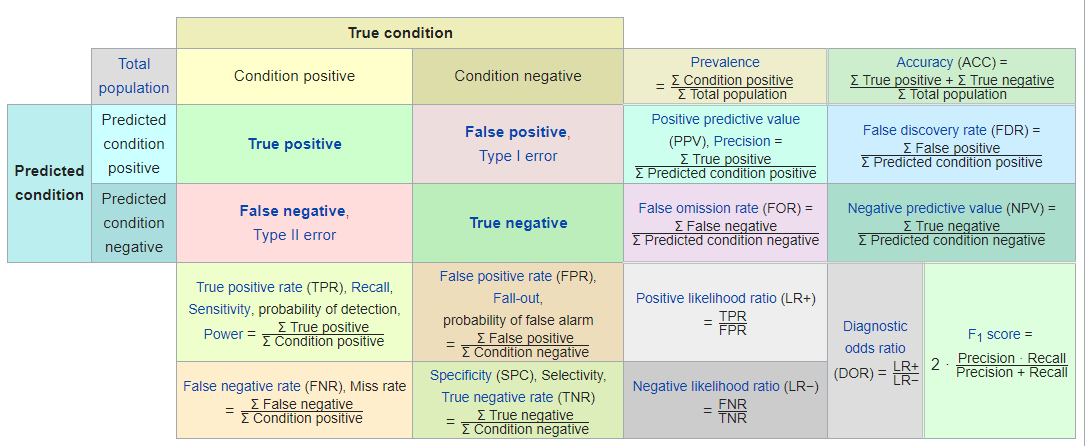 True condition
Total
population
Condition positive
Condition negative
Prevalence
= Σ Condition positive
Σ Total population
Accuracy (ACC) =
Σ True positive + Σ True negative
Σ Total population
Predicted
condition
Predicted
condition
positive
True positive
False positive,
Type I error
Positive predictive value
(PPV), Precision =
Σ True positive
Σ Predicted condition positive
False discovery rate (FDR) =
Σ False positive
Σ Predicted condition positive
Predicted
condition
negative
False negative,
Type II error
True negative
False omission rate (FOR) =
Σ False negative
Σ Predicted condition negative
Negative predictive value (NPV) =
Σ True negative
Σ Predicted condition negative
True positive rate (TPR), Recall,
Sensitivity, probability of detection,
Power = Σ True positive
Σ Condition positive
False positive rate (FPR),
Fall-out,
probability of false alarm
= Σ False positive
Σ Condition negative
Positive likelihood ratio (LR+)
= TPR
FPR
Diagnostic
odds ratio
(DOR) = LR+
LR−
F1 score =
2 · Precision · Recall
Precision + Recall
False negative rate (FNR), Miss rate
= Σ False negative
Σ Condition positive
Specificity (SPC), Selectivity,
True negative rate (TNR)
= Σ True negative
Σ Condition negative
Negative likelihood ratio (LR−)
= FNR
TNR